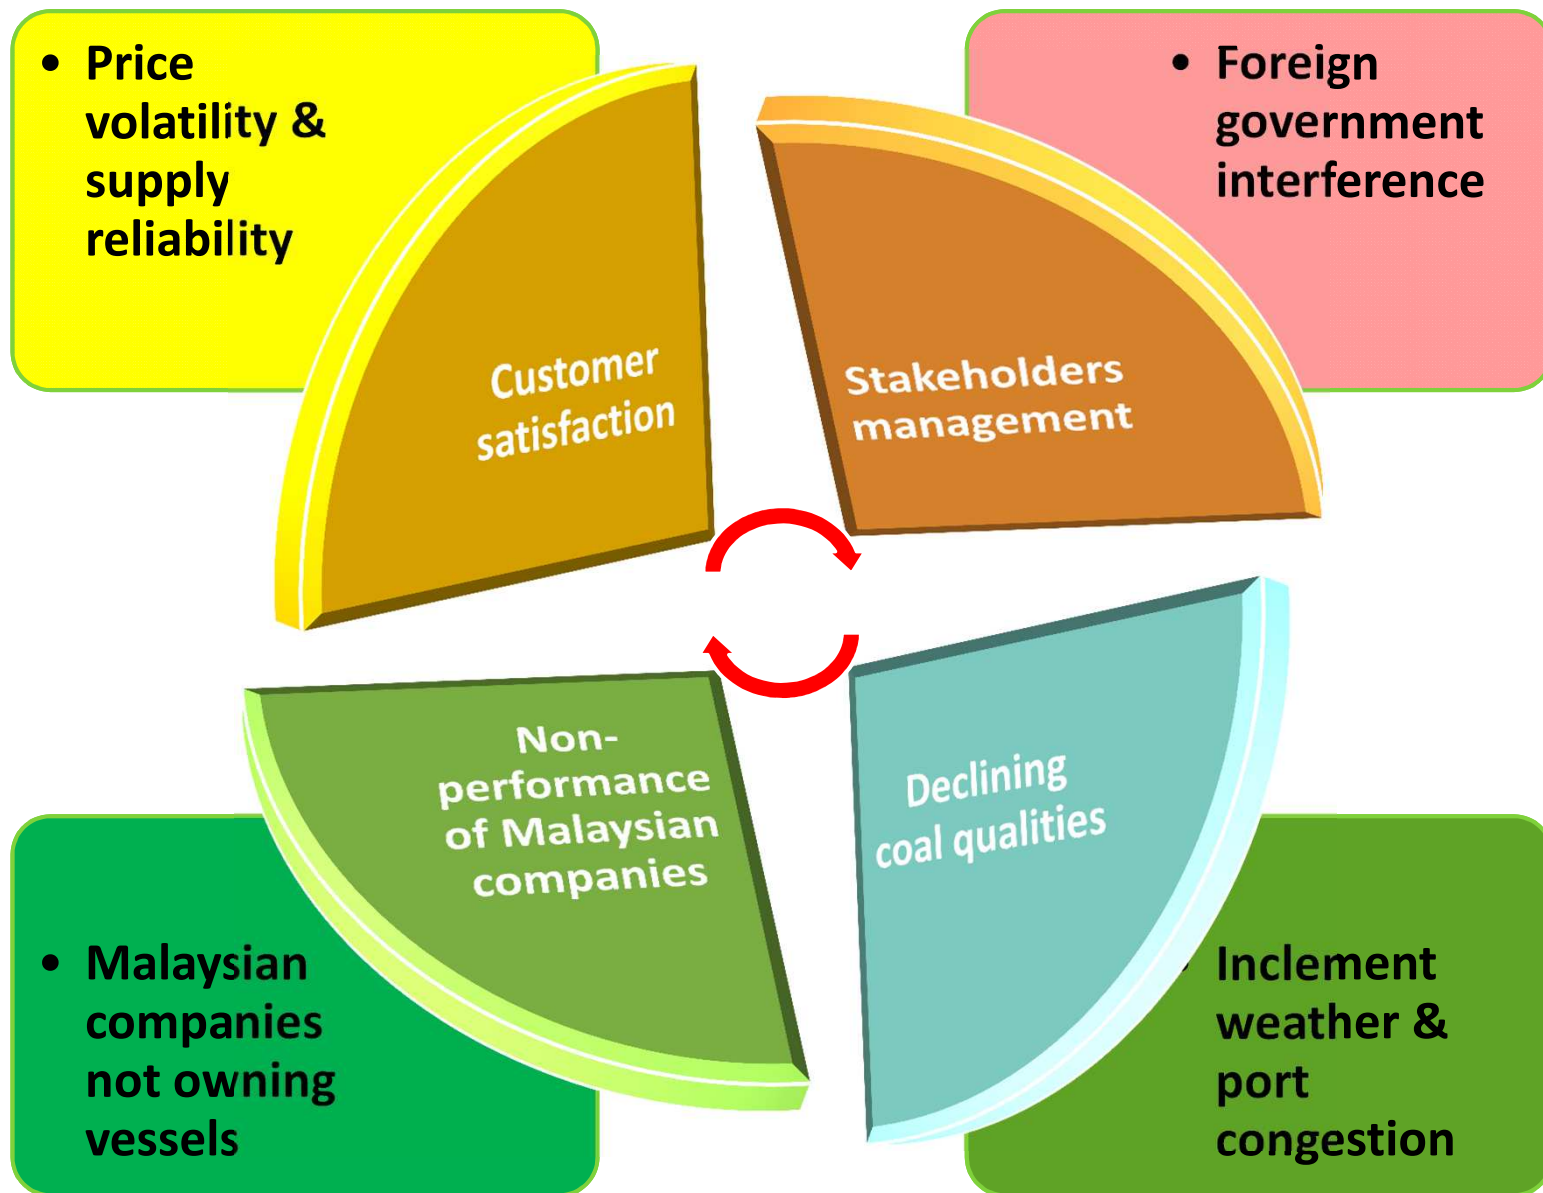 • Price
volatility &
supply
reliability
• Foreign
government
interference
Customer
satisfaction
Stakeholders
management
Non-
performance
of Malaysian
companies
Declining
coal qualities
• Malaysian
companies
not owning
vessels
• Inclement
weather &
port
congestion